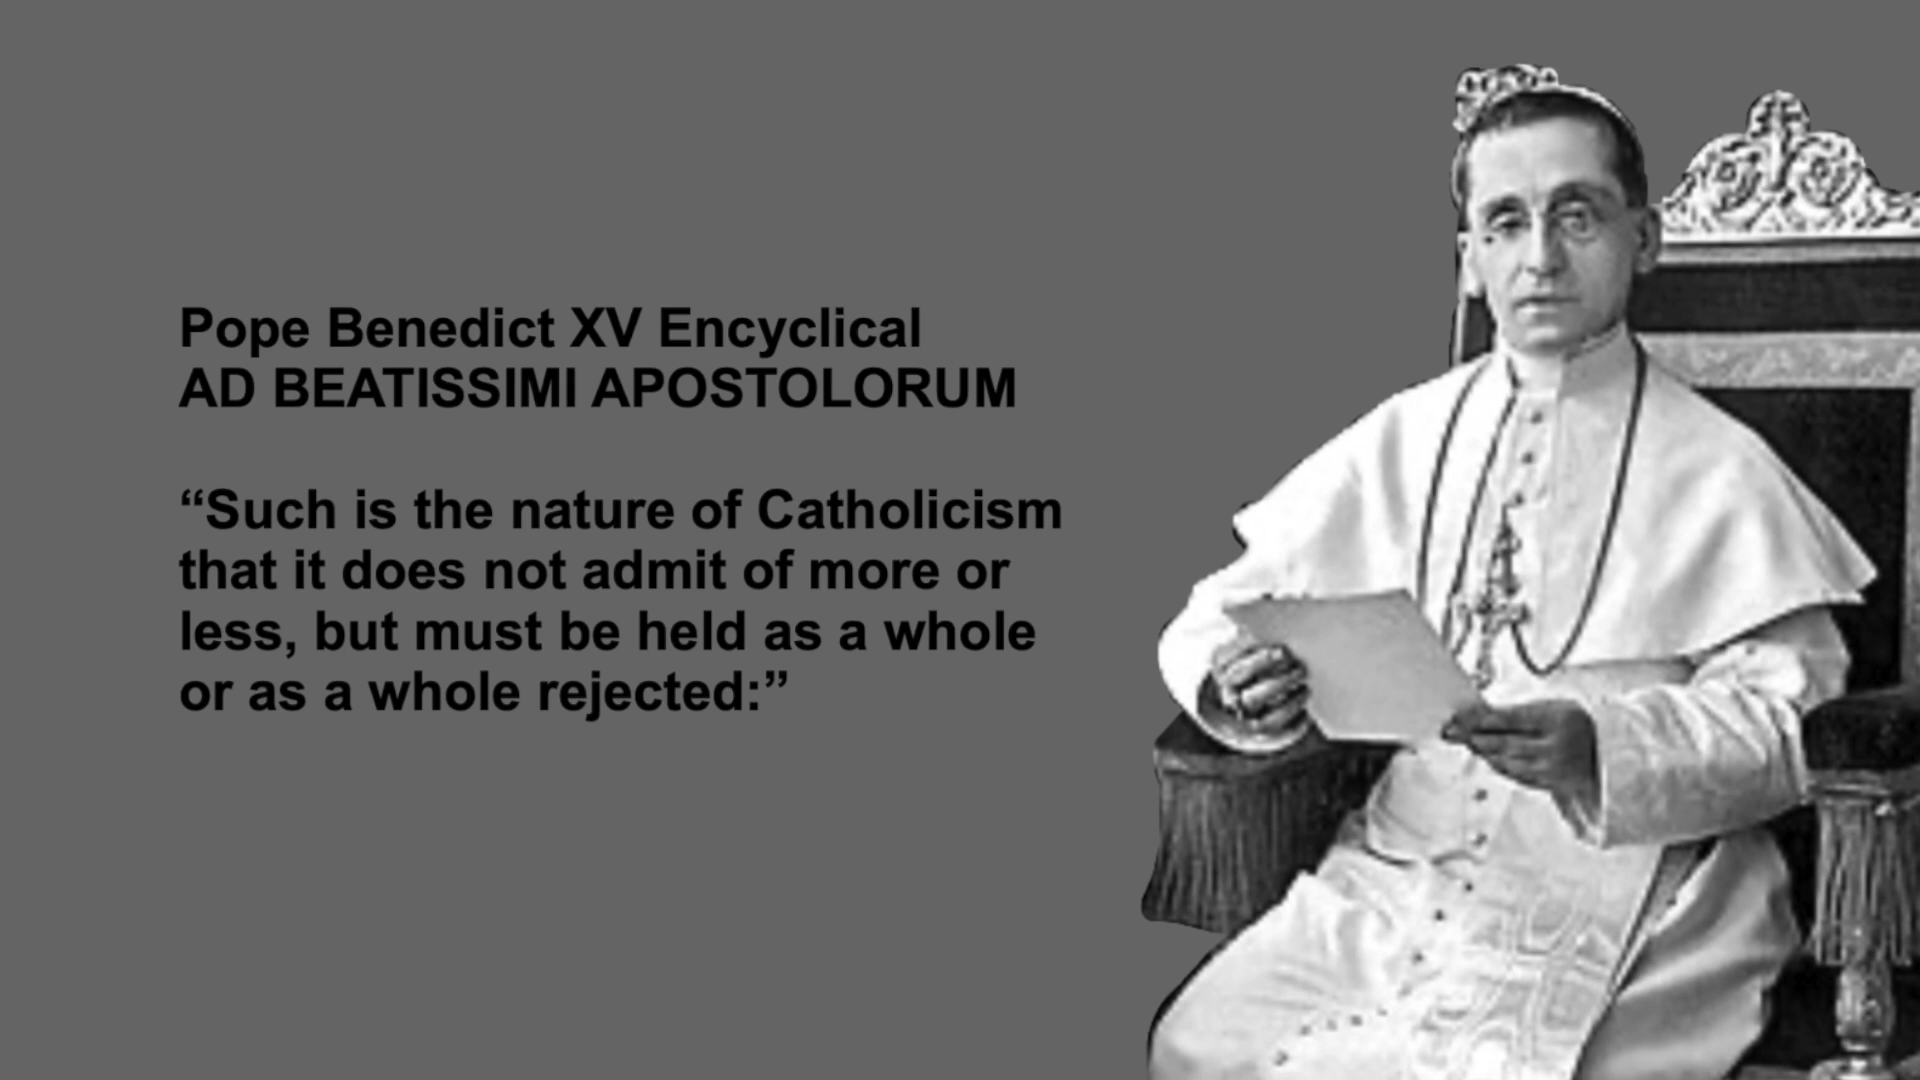 Pope Benedict XV Encyclical
AD BEATISSIMI APOSTOLORUM
“Such is the nature of Catholicism
that it does not admit of more or
less, but must be held as a whole
or as a whole rejected:”